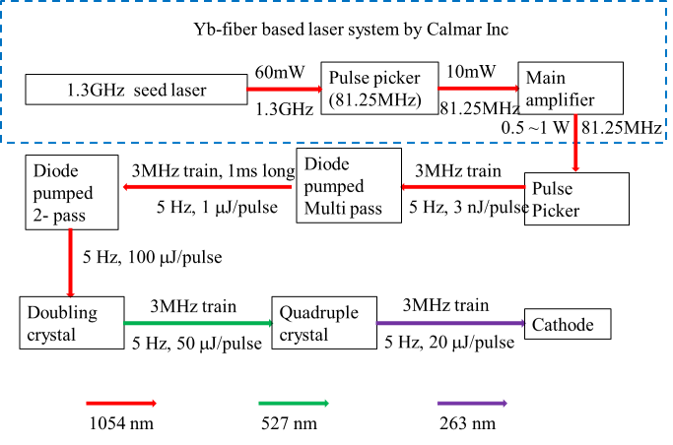 Yb-fiber based laser system by Calmar Inc
1.3GHz seed laser
60mW
1.3GHz
Pulse picker
(81.25MHz)
10mW
81.25MHz
Main
amplifier
0.5 ~1 W
81.25MHz
Diode
pumped
2- pass
3MHz train, 1ms long
5 Hz, 1 μJ/pulse
Diode
pumped
Multi pass
3MHz train
5 Hz, 3 nJ/pulse
Pulse
Picker
5 Hz, 100 μJ/pulse
Doubling
crystal
3MHz train
5 Hz, 50 μJ/pulse
Quadruple
crystal
3MHz train
5 Hz, 20 μJ/pulse
Cathode
1054 nm
527 nm
263 nm